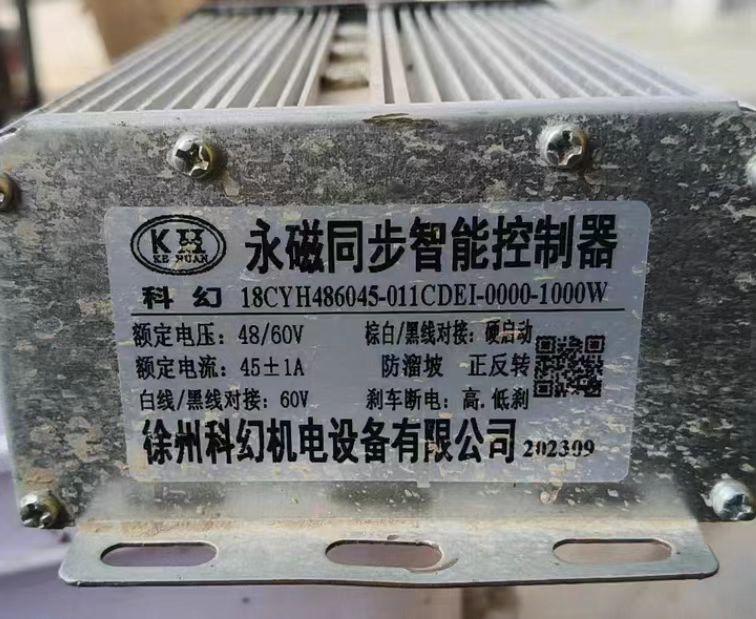 KH
KE HUAN
永磁同步智能控制器
科幻 18CYH486045-011CDEI-0000-1000W
额定电压：48/60V 棕白/黑线对接：硬启动
额定电流：45±1A 防溜坡 正反转
白线/黑线对接：60V 刹车断电：高.低刹
徐州科幻机电设备有限公司 202309